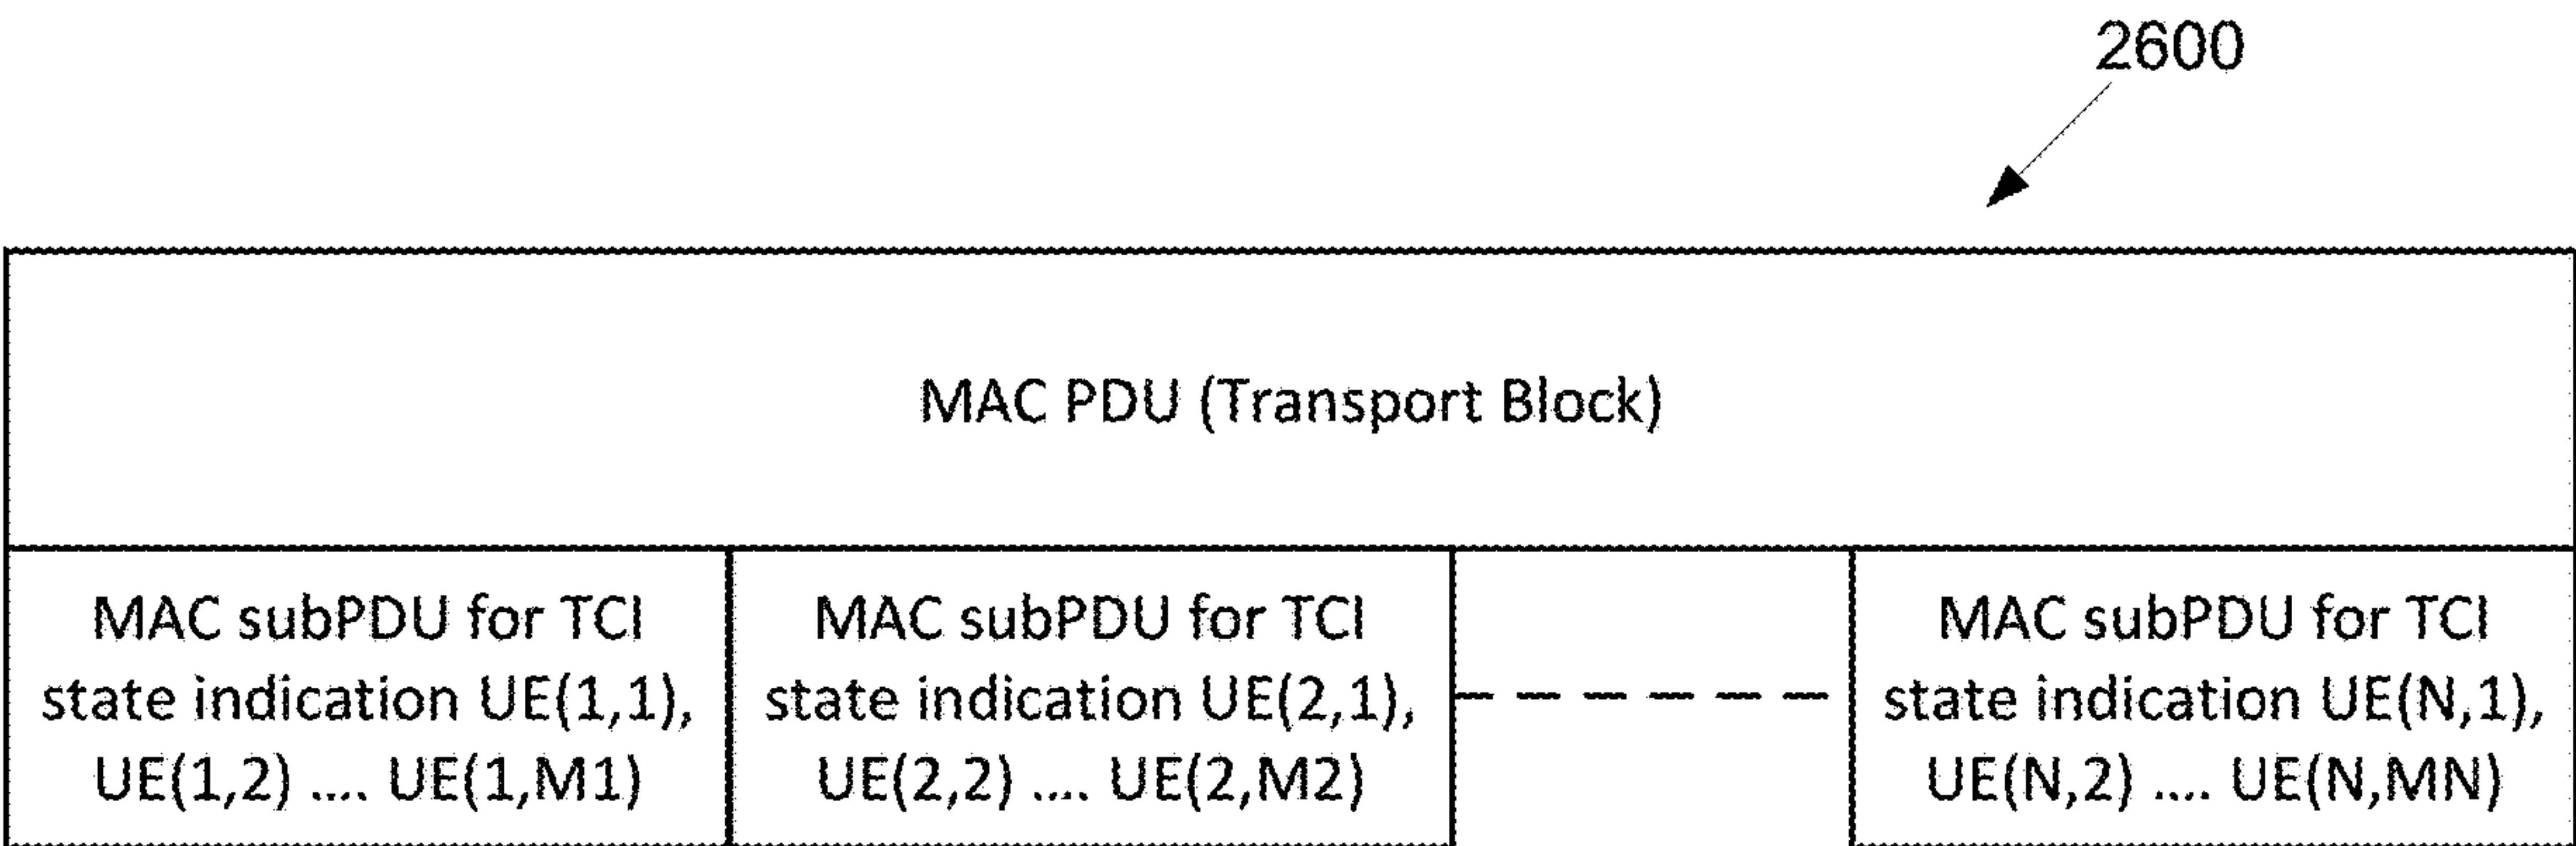 2600
MAC PDU (Transport Block)
MAC subPDU for TCI
state indication UE(1,1),
UE(1,2) .... UE(1,M1)
MAC subPDU for TCI
state indication UE(2,1),
UE(2,2) .... UE(2,M2)
MAC subPDU for TCI
state indication UE(N,1),
UE(N,2) .... UE(N,MN)